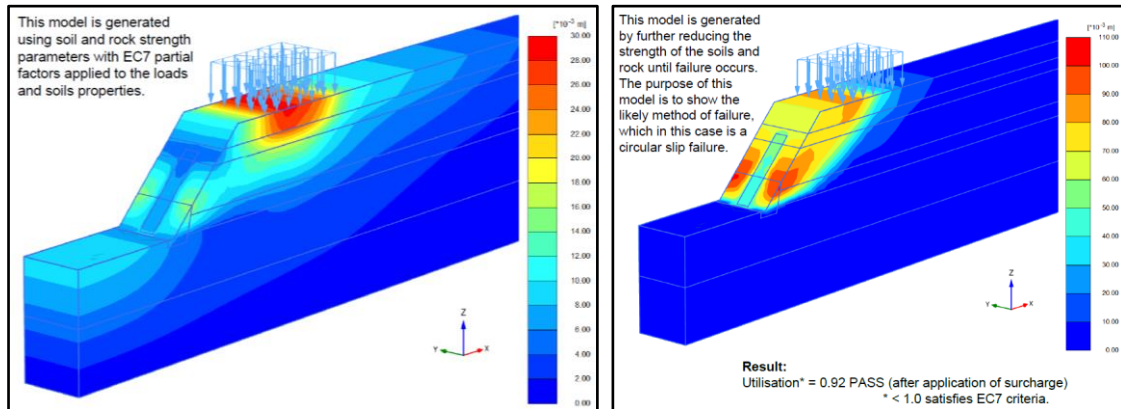 This model is generated
using soil and rock strength
parameters with EC7 partial
factors applied to the loads
and soils properties.
[*10⁻³ m]
30.00
28.00
26.00
24.00
22.00
20.00
18.00
16.00
14.00
12.00
10.00
8.00
6.00
4.00
2.00
0.00
Z
Y
X
This model is generated
by further reducing the
strength of the soils and
rock until failure occurs.
The purpose of this
model is to show the
likely method of failure,
which in this case is a
circular slip failure.
[*10⁻³ m]
110.00
100.00
90.00
80.00
70.00
60.00
50.00
40.00
30.00
20.00
10.00
0.00
Z
Y
X
Result:
Utilisation* = 0.92 PASS (after application of surcharge)
* < 1.0 satisfies EC7 criteria.